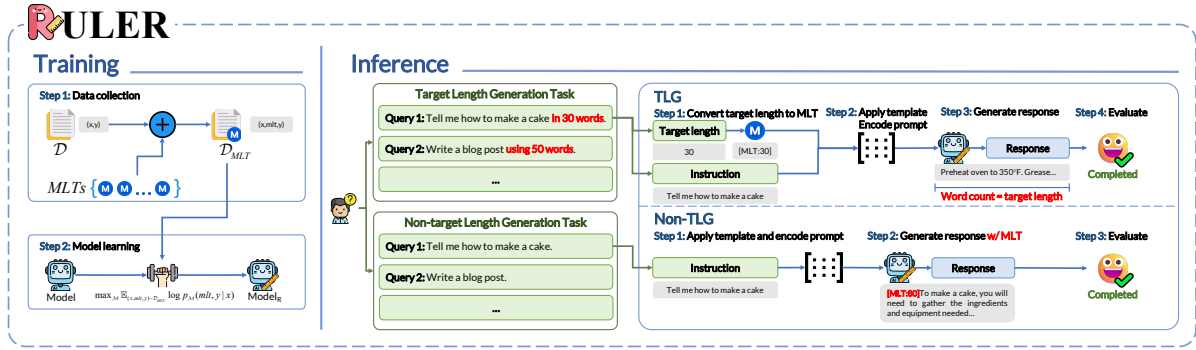 RULER
Training
Step 1: Data collection
(x,y)
(x,mlt,y)
D
M
D_MLT
MLTs { M M ... M }
Step 2: Model learning
Model
Model_R
max_M E_(x,mlt,y)~D_MLT log p_M(mlt, y | x)
Inference
Target Length Generation Task
Query 1: Tell me how to make a cake in 30 words.
Query 2: Write a blog post using 50 words.
...
Non-target Length Generation Task
Query 1: Tell me how to make a cake.
Query 2: Write a blog post.
...
TLG
Step 1: Convert target length to MLT
Target length
M
30
[MLT:30]
Instruction
Tell me how to make a cake
Step 2: Apply template
Encode prompt
Step 3: Generate response
Response
Preheat oven to 350°F. Grease...
Word count = target length
Step 4: Evaluate
Completed
Non-TLG
Step 1: Apply template and encode prompt
Instruction
Tell me how to make a cake
Step 2: Generate response w/ MLT
Response
[MLT:80]To make a cake, you will
need to gather the ingredients
and equipment needed...
Step 3: Evaluate
Completed